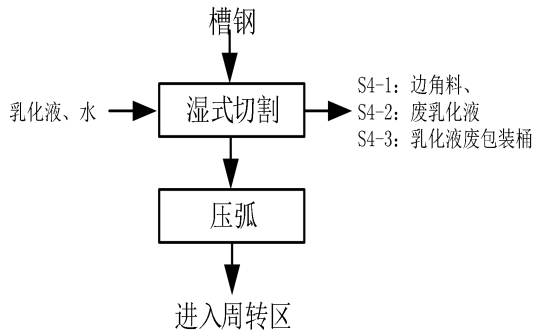 槽钢
乳化液、水
湿式切割
S4-1：边角料、
S4-2：废乳化液
S4-3：乳化液废包装桶
压弧
进入周转区